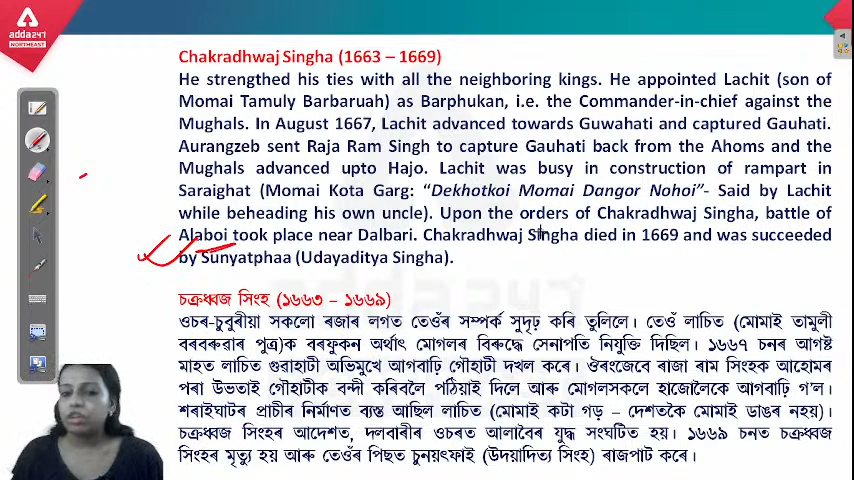 adda247
NORTHEAST
Chakradhwaj Singha (1663 – 1669)
He strengthed his ties with all the neighboring kings. He appointed Lachit (son of
Momai Tamuly Barbaruah) as Barphukan, i.e. the Commander-in-chief against the
Mughals. In August 1667, Lachit advanced towards Guwahati and captured Gauhati.
Aurangzeb sent Raja Ram Singh to capture Gauhati back from the Ahoms and the
Mughals advanced upto Hajo. Lachit was busy in construction of rampart in
Saraighat (Momai Kota Garg: “Dekhotkoi Momai Dangor Nohoi”- Said by Lachit
while beheading his own uncle). Upon the orders of Chakradhwaj Singha, battle of
Alaboi took place near Dalbari. Chakradhwaj Singha died in 1669 and was succeeded
by Sunyatphaa (Udayaditya Singha).
চক্ৰধ্বজ সিংহ (১৬৬৩ – ১৬৬৯)
ওচৰ-চুবুৰীয়া সকলো ৰজাৰ লগত তেওঁৰ সম্পৰ্ক সুদৃঢ় কৰি তুলিলে। তেওঁ লাচিত (মোমাই তামুলী
বৰবৰুৱাৰ পুত্ৰ)ক বৰফুকন অৰ্থাৎ মোগলৰ বিৰুদ্ধে সেনাপতি নিযুক্তি দিছিল। ১৬৬৭ চনৰ আগষ্ট
মাহত লাচিত গুৱাহাটী অভিমুখে আগবাঢ়ি গৌহাটী দখল কৰে। ঔৰংজেবে ৰাজা ৰাম সিংহক আহোমৰ
পৰা উভতাই গৌহাটীক বন্দী কৰিবলৈ পঠিয়াই দিলে আৰু মোগলসকলে হাজোলৈকে আগবাঢ়ি গ'ল।
শৰাইঘাটৰ প্ৰাচীৰ নিৰ্মাণত ব্যস্ত আছিল লাচিত (মোমাই কটা গড় – দেশতকৈ মোমাই ডাঙৰ নহয়)।
চক্ৰধ্বজ সিংহৰ আদেশত, দলবাৰীৰ ওচৰত আলাবৈৰ যুদ্ধ সংঘটিত হয়। ১৬৬৯ চনত চক্ৰধ্বজ
সিংহৰ মৃত্যু হয় আৰু তেওঁৰ পিছত চুনয়ৎফাই (উদয়াদিত্য সিংহ) ৰাজপাট কৰে।